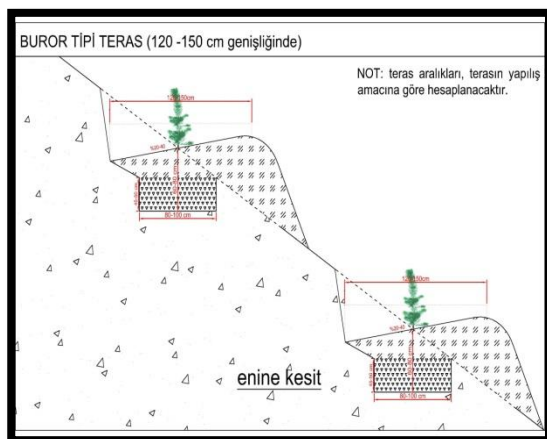 BUROR TİPİ TERAS (120 -150 cm genişliğinde)
NOT: teras aralıkları, terasın yapılış
amacına göre hesaplanacaktır.
120/150cm
%20-40
80-100 cm
120/150cm
%20-40
enine kesit
80-100 cm